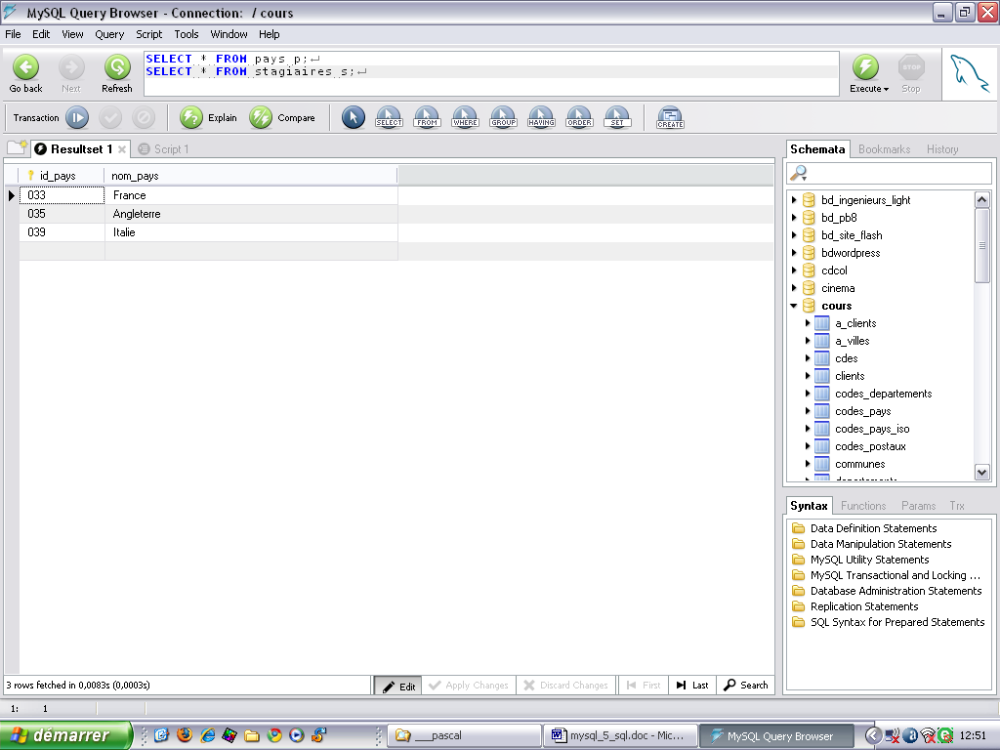 MySQL Query Browser - Connection: / cours
File Edit View Query Script Tools Window Help
SELECT * FROM pays p;
SELECT * FROM stagiaires s;
Go back Next Refresh Execute Stop
STOP
Transaction Explain Compare SELECT FROM WHERE GROUP HAVING ORDER SET CREATE
Resultset 1 Script 1
id_pays nom_pays
033 France
035 Angleterre
039 Italie
Schemata Bookmarks History
bd_ingenieurs_light
bd_pb8
bd_site_flash
bdwordpress
cdcol
cinema
cours
a_clients
a_villes
cdes
clients
codes_departements
codes_pays
codes_pays_iso
codes_postaux
communes
Syntax Functions Params Trx
Data Definition Statements
Data Manipulation Statements
MySQL Utility Statements
MySQL Transactional and Locking ...
Database Administration Statements
Replication Statements
SQL Syntax for Prepared Statements
3 rows fetched in 0,0083s (0,0003s) Edit Apply Changes Discard Changes First Last Search
1: 1
démarrer ___pascal mysql_5_sql.doc - Mic... MySQL Query Browser 12:51